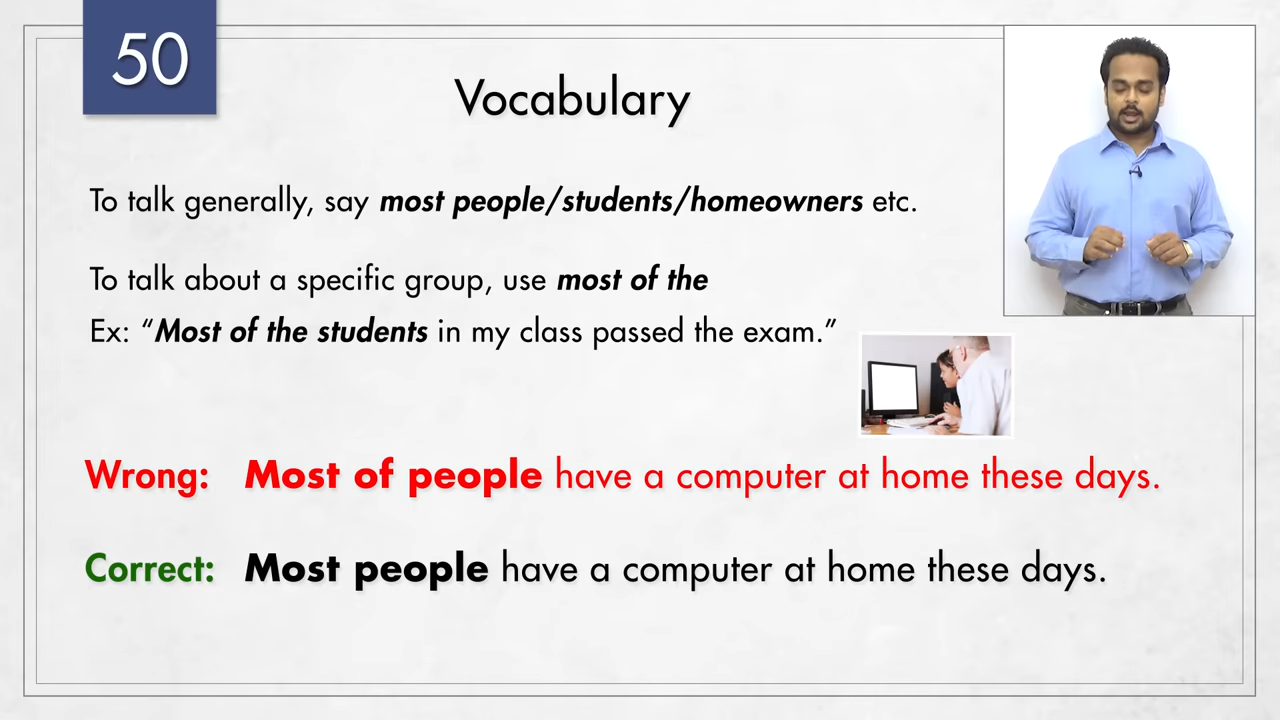 50
Vocabulary
To talk generally, say most people/students/homeowners etc.
To talk about a specific group, use most of the
Ex: “Most of the students in my class passed the exam.”
Wrong: Most of people have a computer at home these days.
Correct: Most people have a computer at home these days.